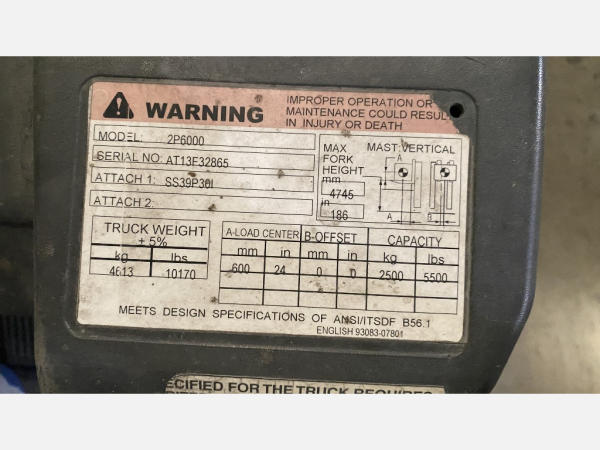 WARNING
IMPROPER OPERATION OR
MAINTENANCE COULD RESULT
IN INJURY OR DEATH
MODEL: 2P6000
SERIAL NO: AT13F32865
ATTACH 1: SS39P36I
ATTACH 2:
MAX
FORK
HEIGHT
mm
4745
in
186
MAST:VERTICAL
A
A B
TRUCK WEIGHT
± 5%
kg lbs
4613 10170
A-LOAD CENTER B-OFFSET CAPACITY
mm in mm in kg lbs
600 24 0 0 2500 5500
MEETS DESIGN SPECIFICATIONS OF ANSI/ITSDF B56.1
ENGLISH 93083-07801
ECIFIED FOR THE TRUCK REQUIRES